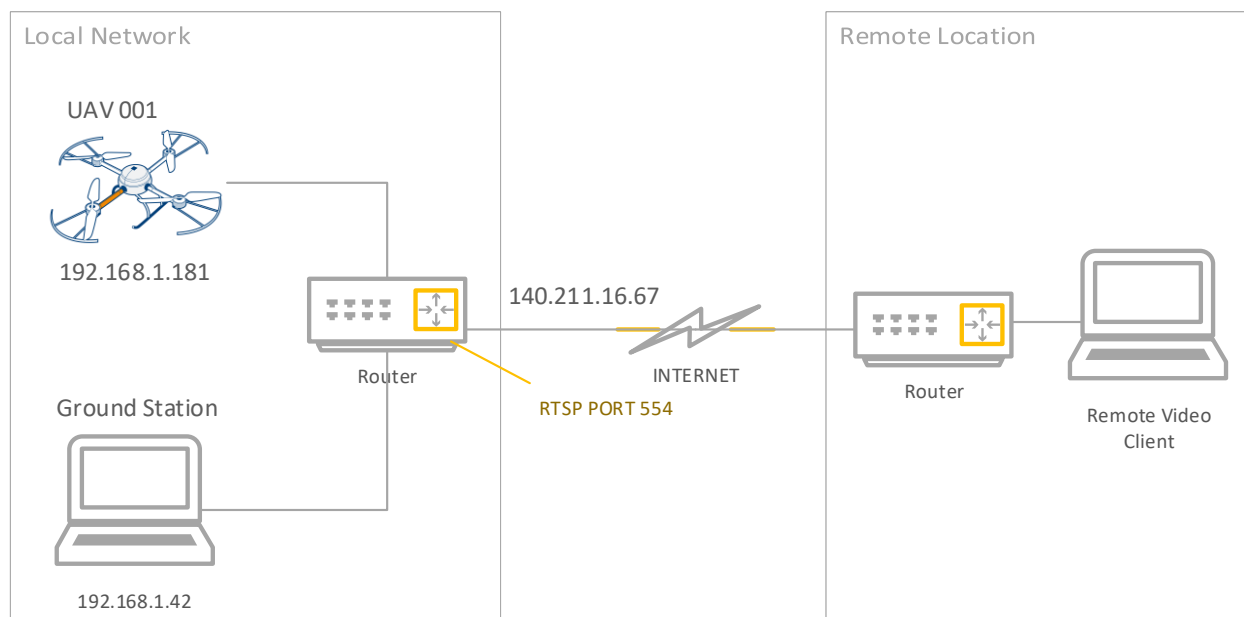 Local Network
Remote Location
UAV 001
192.168.1.181
140.211.16.67
Router
INTERNET
Router
RTSP PORT 554
Ground Station
Remote Video
Client
192.168.1.42